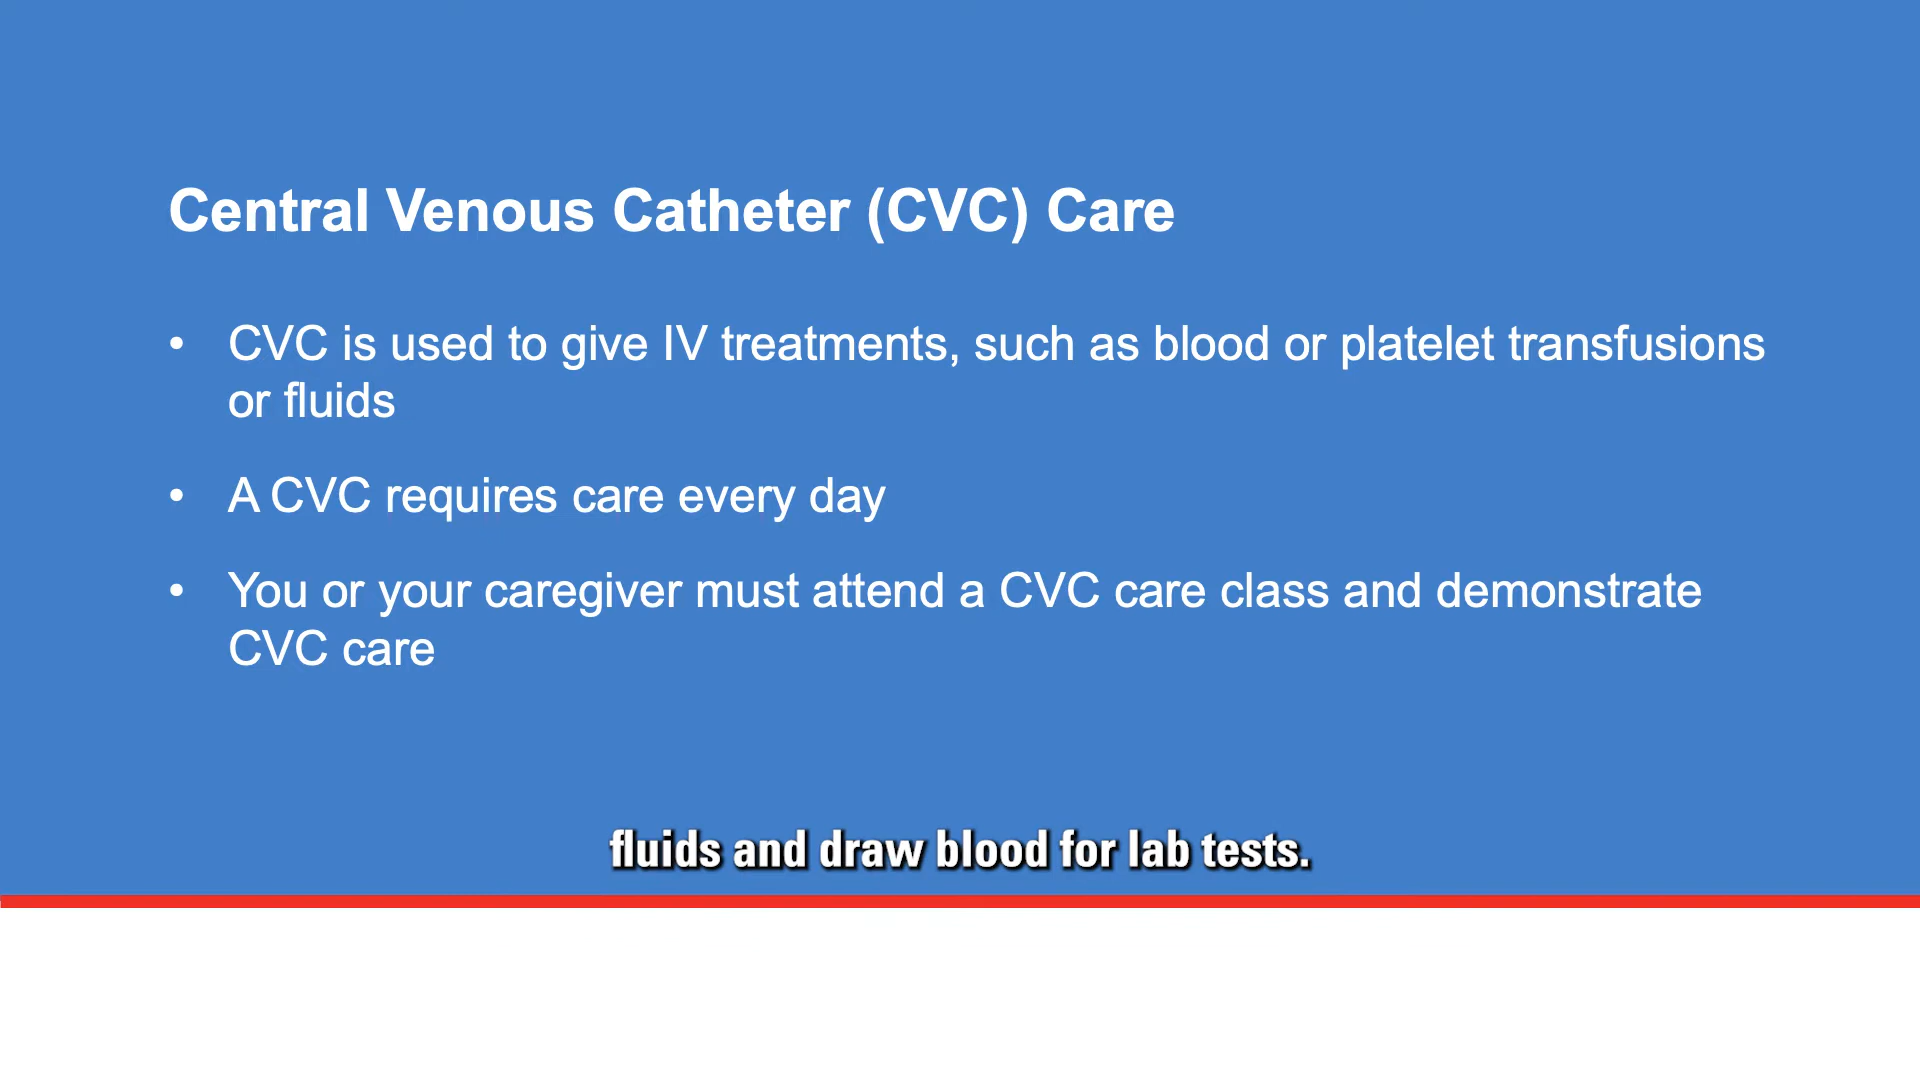 Central Venous Catheter (CVC) Care
• CVC is used to give IV treatments, such as blood or platelet transfusions
or fluids
• A CVC requires care every day
• You or your caregiver must attend a CVC care class and demonstrate
CVC care
fluids and draw blood for lab tests.